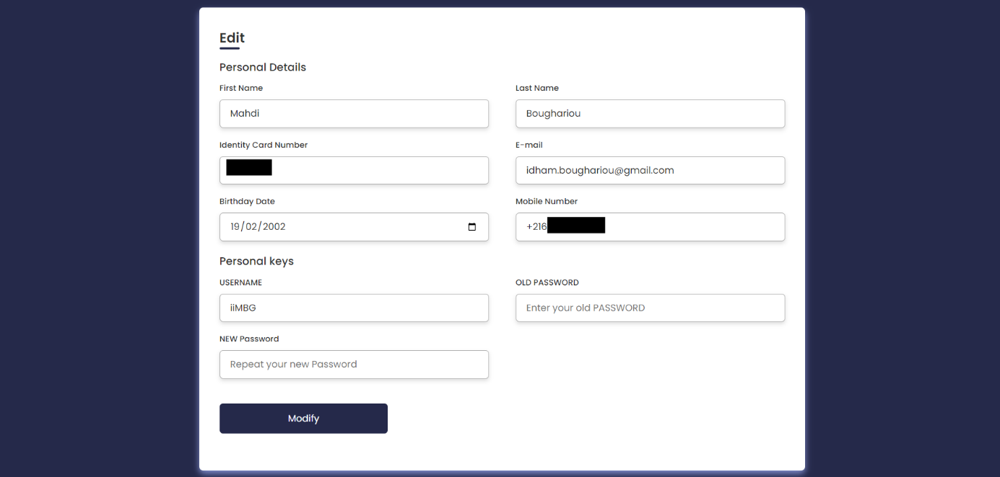 Edit
Personal Details
First Name
Last Name
Mahdi
Boughariou
Identity Card Number
E-mail
idham.boughariou@gmail.com
Birthday Date
Mobile Number
19/02/2002
+216
Personal keys
USERNAME
OLD PASSWORD
iiMBG
Enter your old PASSWORD
NEW Password
Repeat your new Password
Modify